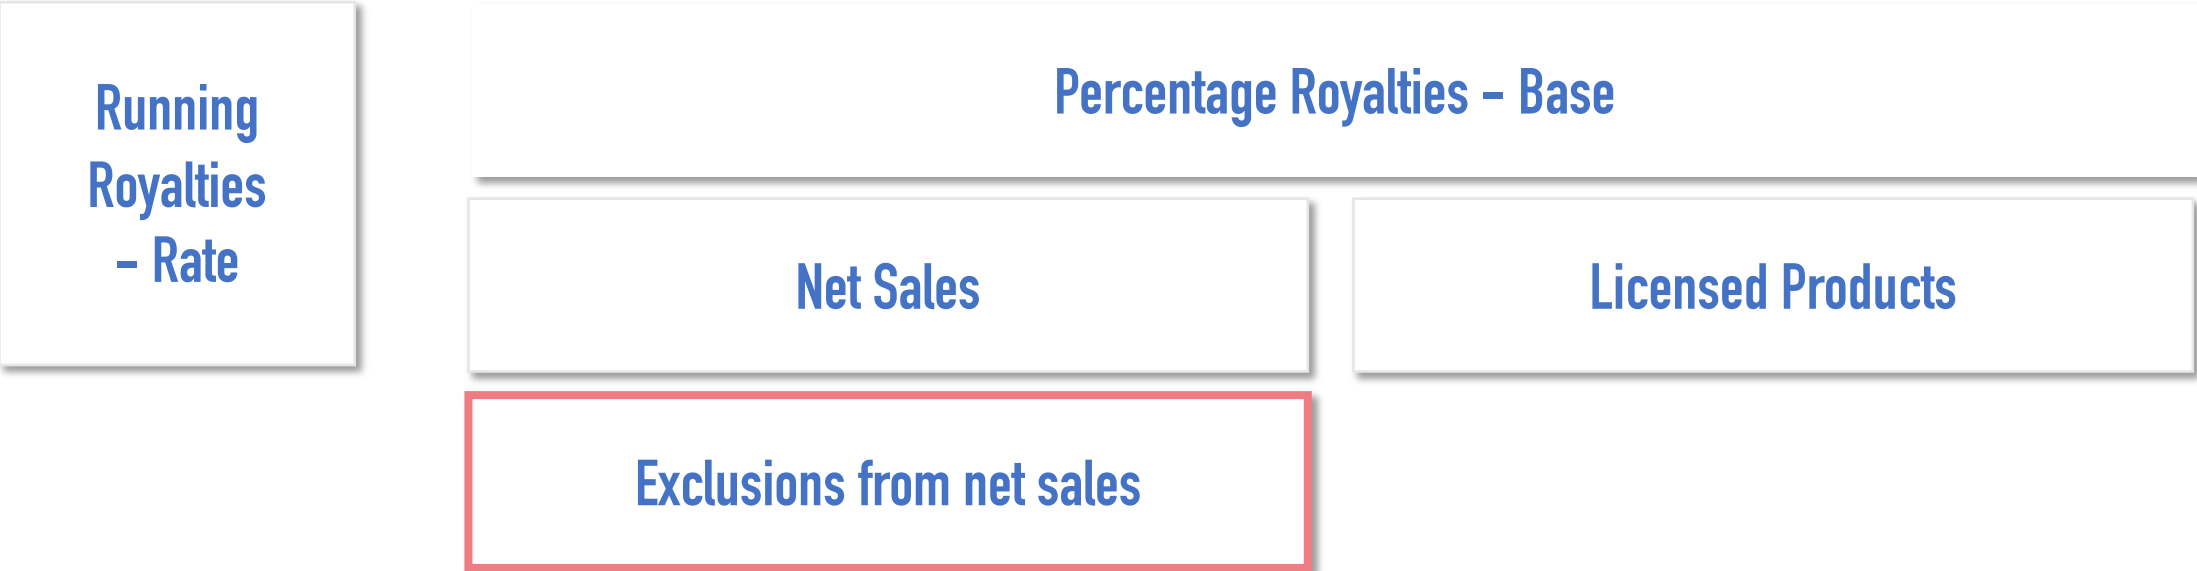 Running
Royalties
– Rate
Percentage Royalties – Base
Net Sales
Licensed Products
Exclusions from net sales